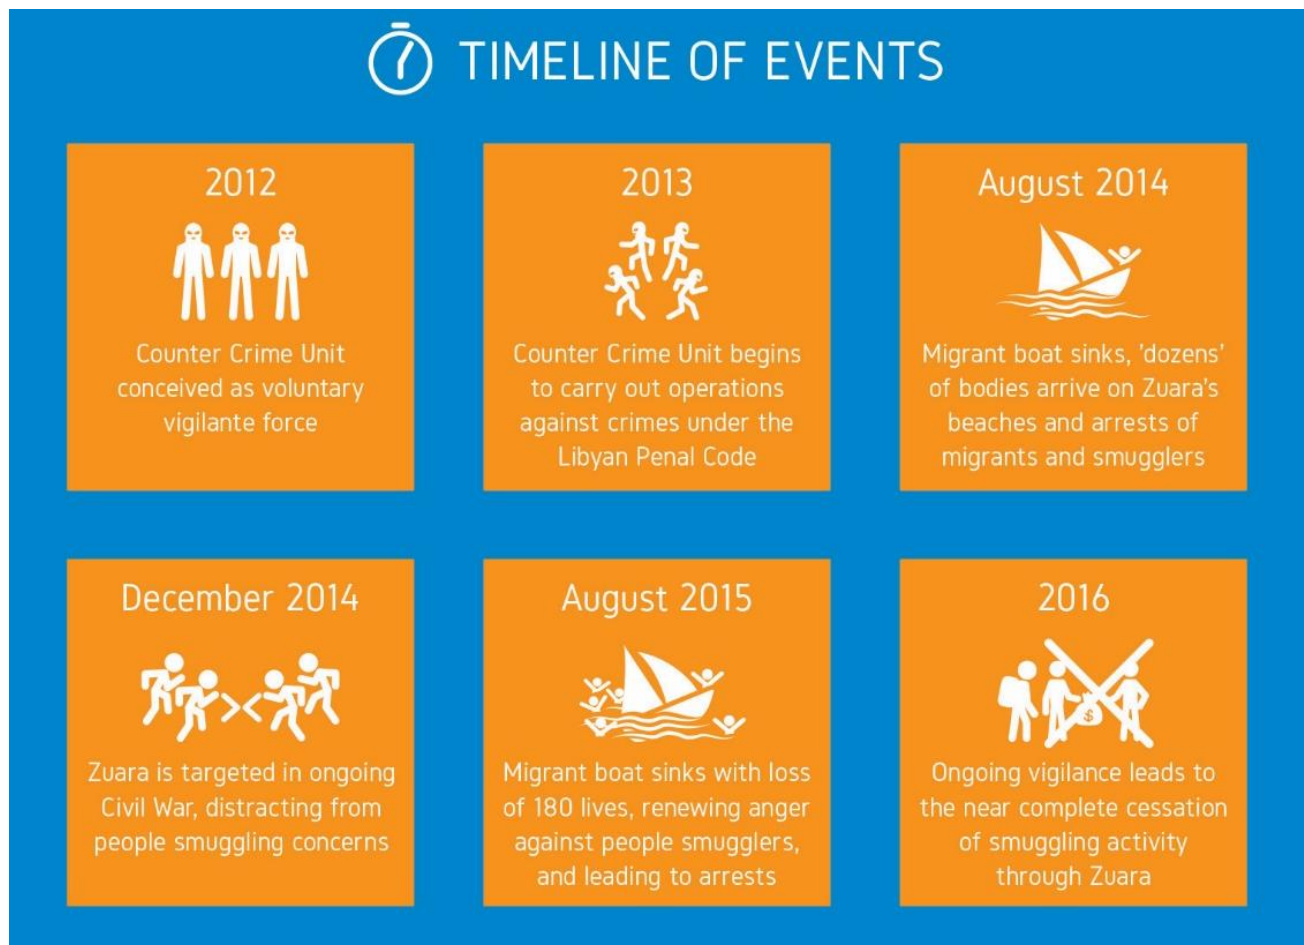 TIMELINE OF EVENTS
2012
Counter Crime Unit
conceived as voluntary
vigilante force
2013
Counter Crime Unit begins
to carry out operations
against crimes under the
Libyan Penal Code
August 2014
Migrant boat sinks, 'dozens'
of bodies arrive on Zuara's
beaches and arrests of
migrants and smugglers
December 2014
Zuara is targeted in ongoing
Civil War, distracting from
people smuggling concerns
August 2015
Migrant boat sinks with loss
of 180 lives, renewing anger
against people smugglers,
and leading to arrests
2016
$
Ongoing vigilance leads to
the near complete cessation
of smuggling activity
through Zuara